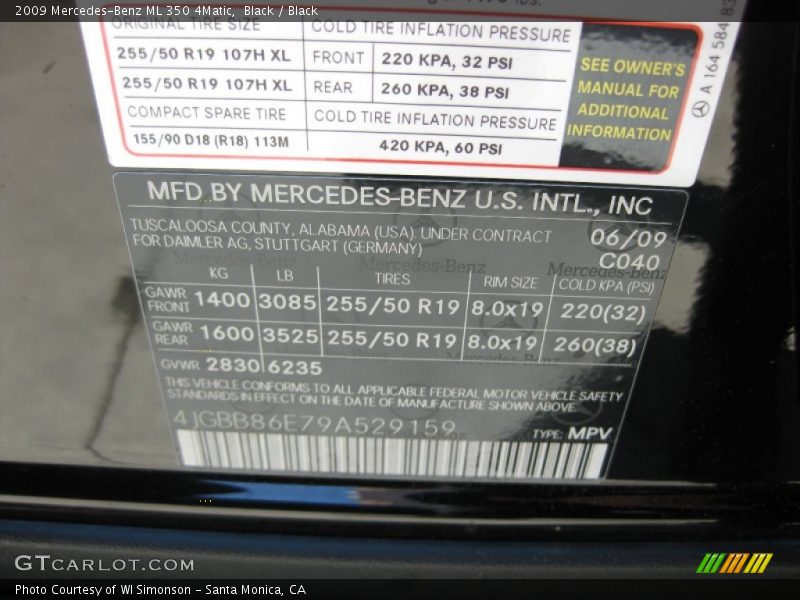 2009 Mercedes-Benz ML 350 4Matic, Black / Black
ORIGINAL TIRE SIZE COLD TIRE INFLATION PRESSURE
255/50 R19 107H XL FRONT 220 KPA, 32 PSI
255/50 R19 107H XL REAR 260 KPA, 38 PSI
COMPACT SPARE TIRE COLD TIRE INFLATION PRESSURE
155/90 D18 (R18) 113M 420 KPA, 60 PSI
SEE OWNER'S
MANUAL FOR
ADDITIONAL
INFORMATION
A 164 584
MFD BY MERCEDES-BENZ U.S. INTL., INC
TUSCALOOSA COUNTY, ALABAMA (USA), UNDER CONTRACT
FOR DAIMLER AG, STUTTGART (GERMANY)
06/09
C040
KG LB TIRES RIM SIZE COLD KPA (PSI)
GAWR FRONT 1400 3085 255/50 R19 8.0x19 220(32)
GAWR REAR 1600 3525 255/50 R19 8.0x19 260(38)
GVWR 2830 6235
THIS VEHICLE CONFORMS TO ALL APPLICABLE FEDERAL MOTOR VEHICLE SAFETY
STANDARDS IN EFFECT ON THE DATE OF MANUFACTURE SHOWN ABOVE.
4JGBB86E79A529159 TYPE: MPV
GTCARLOT.COM
Photo Courtesy of WI Simonson - Santa Monica, CA